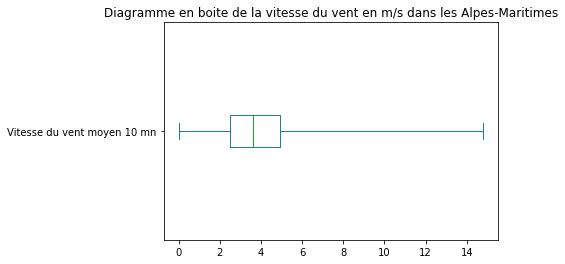 Diagramme en boite de la vitesse du vent en m/s dans les Alpes-Maritimes
Vitesse du vent moyen 10 mn
0 2 4 6 8 10 12 14